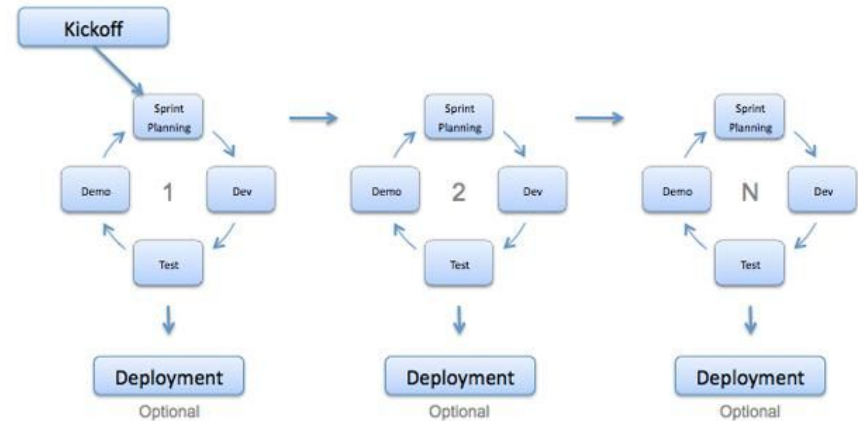 Kickoff
Sprint
Planning
Demo
1
Dev
Test
Deployment
Optional
Sprint
Planning
Demo
2
Dev
Test
Deployment
Optional
Sprint
Planning
Demo
N
Dev
Test
Deployment
Optional